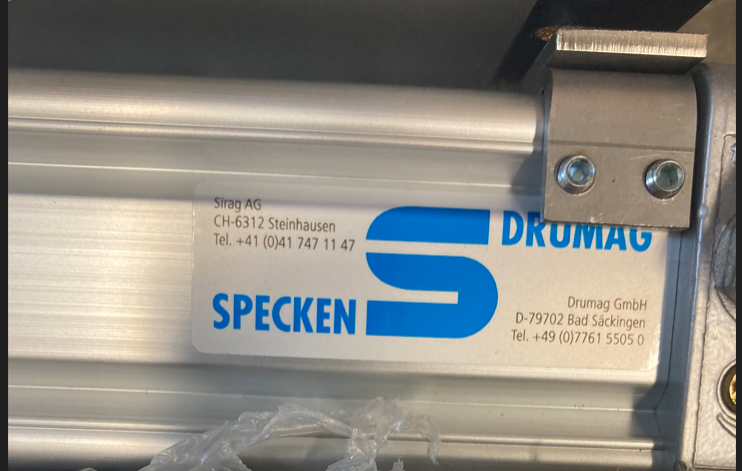 Sirag AG
CH-6312 Steinhausen
Tel. +41 (0)41 747 11 47
DRUMAG
SPECKEN
Drumag GmbH
D-79702 Bad Säckingen
Tel. +49 (0)7761 5505 0